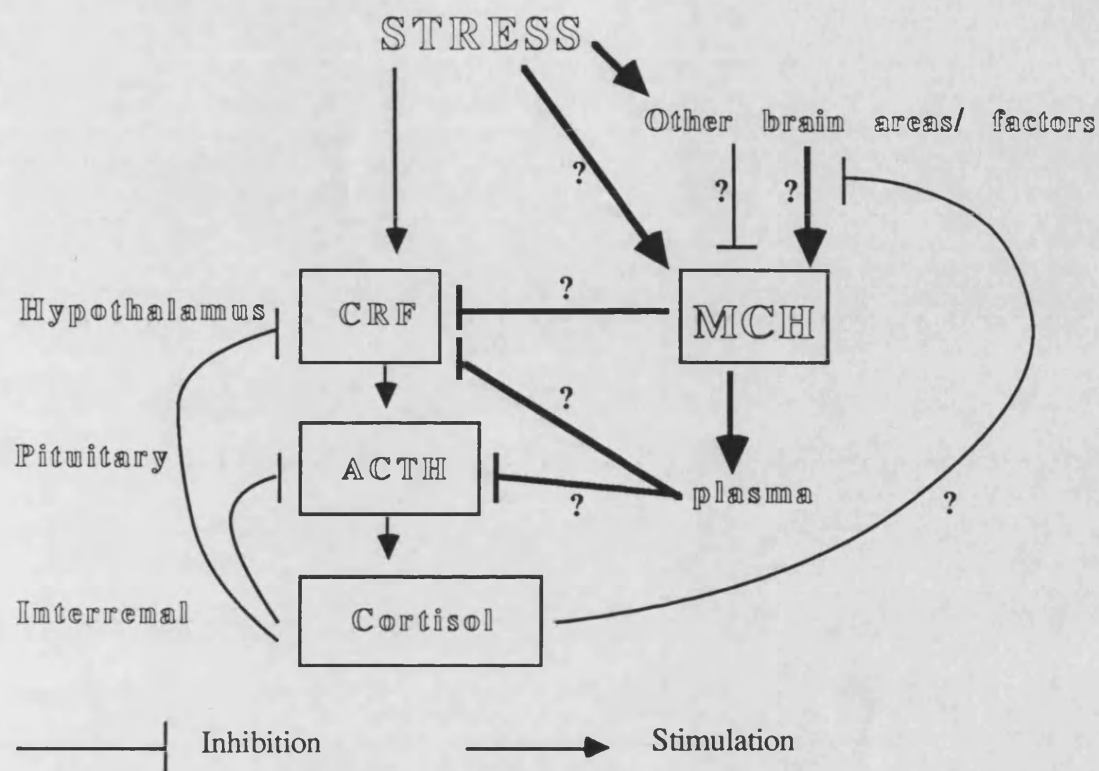 STRESS
Other brain areas/ factors
?
?
?
Hypothalamus
CRF
?
MCH
?
Pituitary
ACTH
?
plasma
?
Interrenal
Cortisol
Inhibition
Stimulation